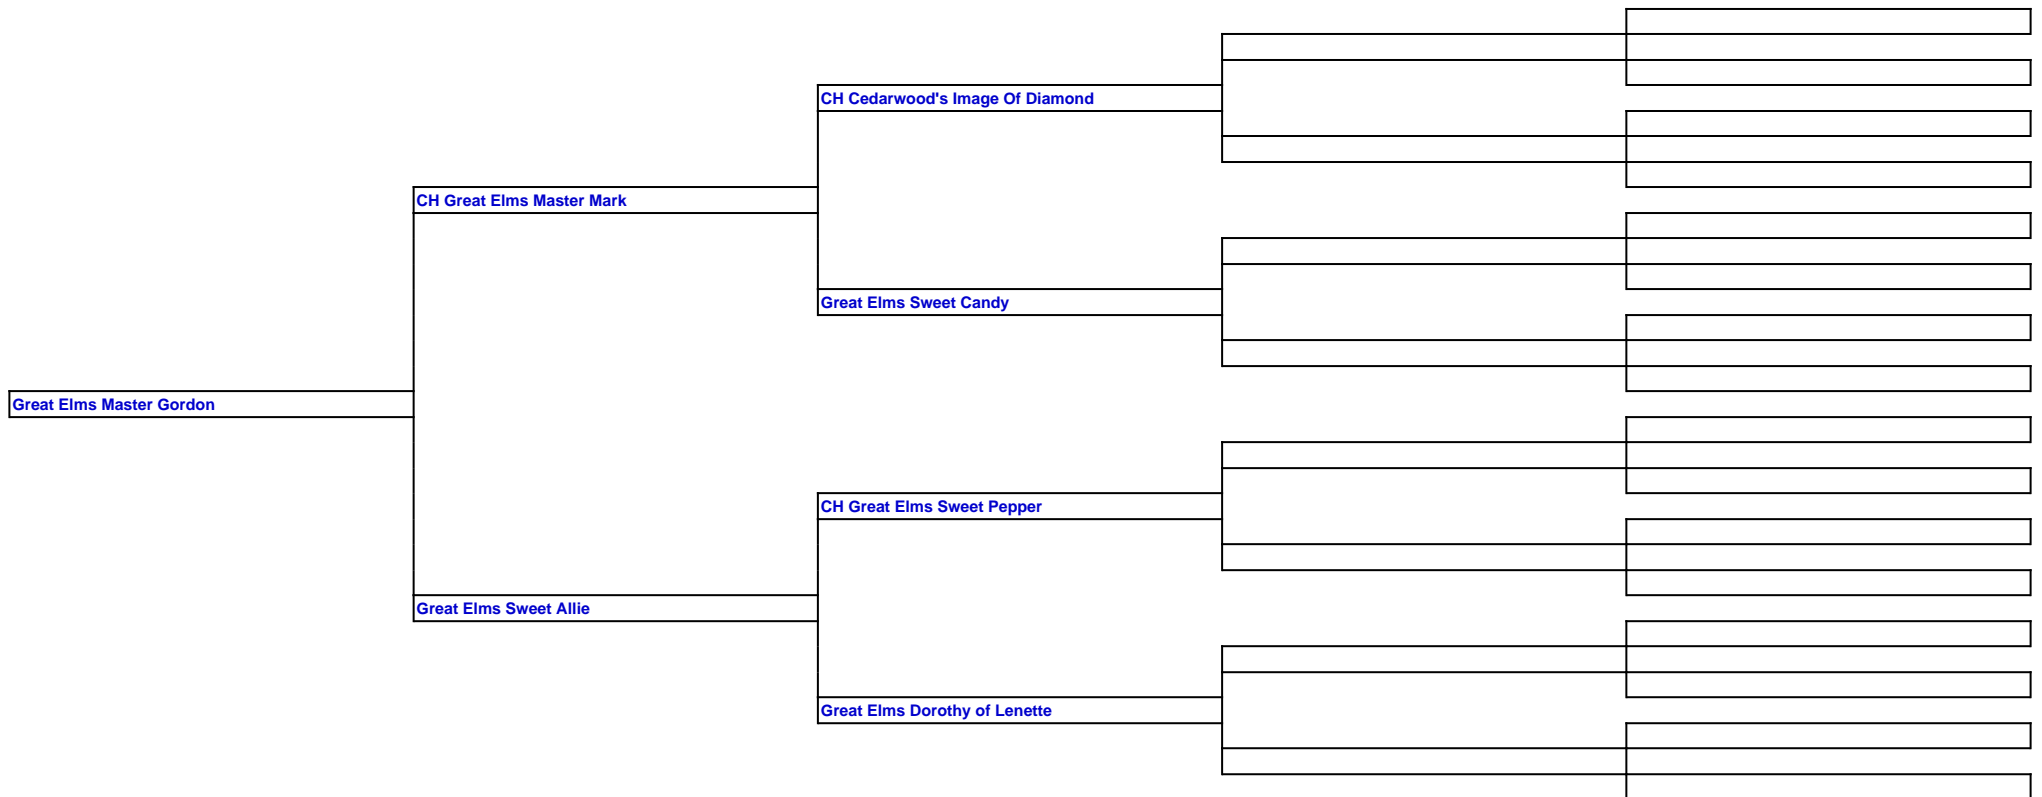 CH Cedarwood's Image Of Diamond
CH Great Elms Master Mark
Great Elms Sweet Candy
Great Elms Master Gordon
CH Great Elms Sweet Pepper
Great Elms Sweet Allie
Great Elms Dorothy of Lenette